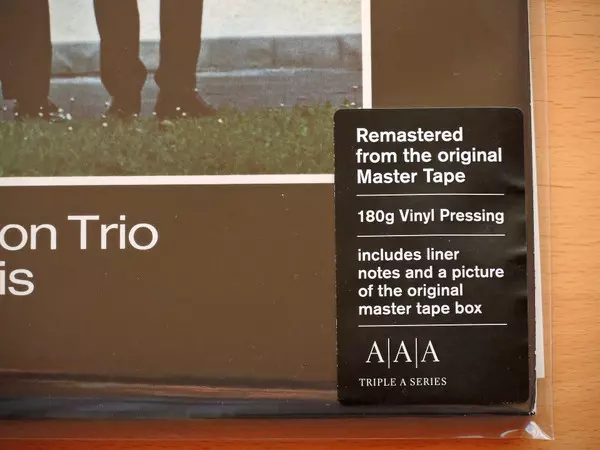 on Trio
is
Remastered
from the original
Master Tape
180g Vinyl Pressing
includes liner
notes and a picture
of the original
master tape box
A|A|A
TRIPLE A SERIES